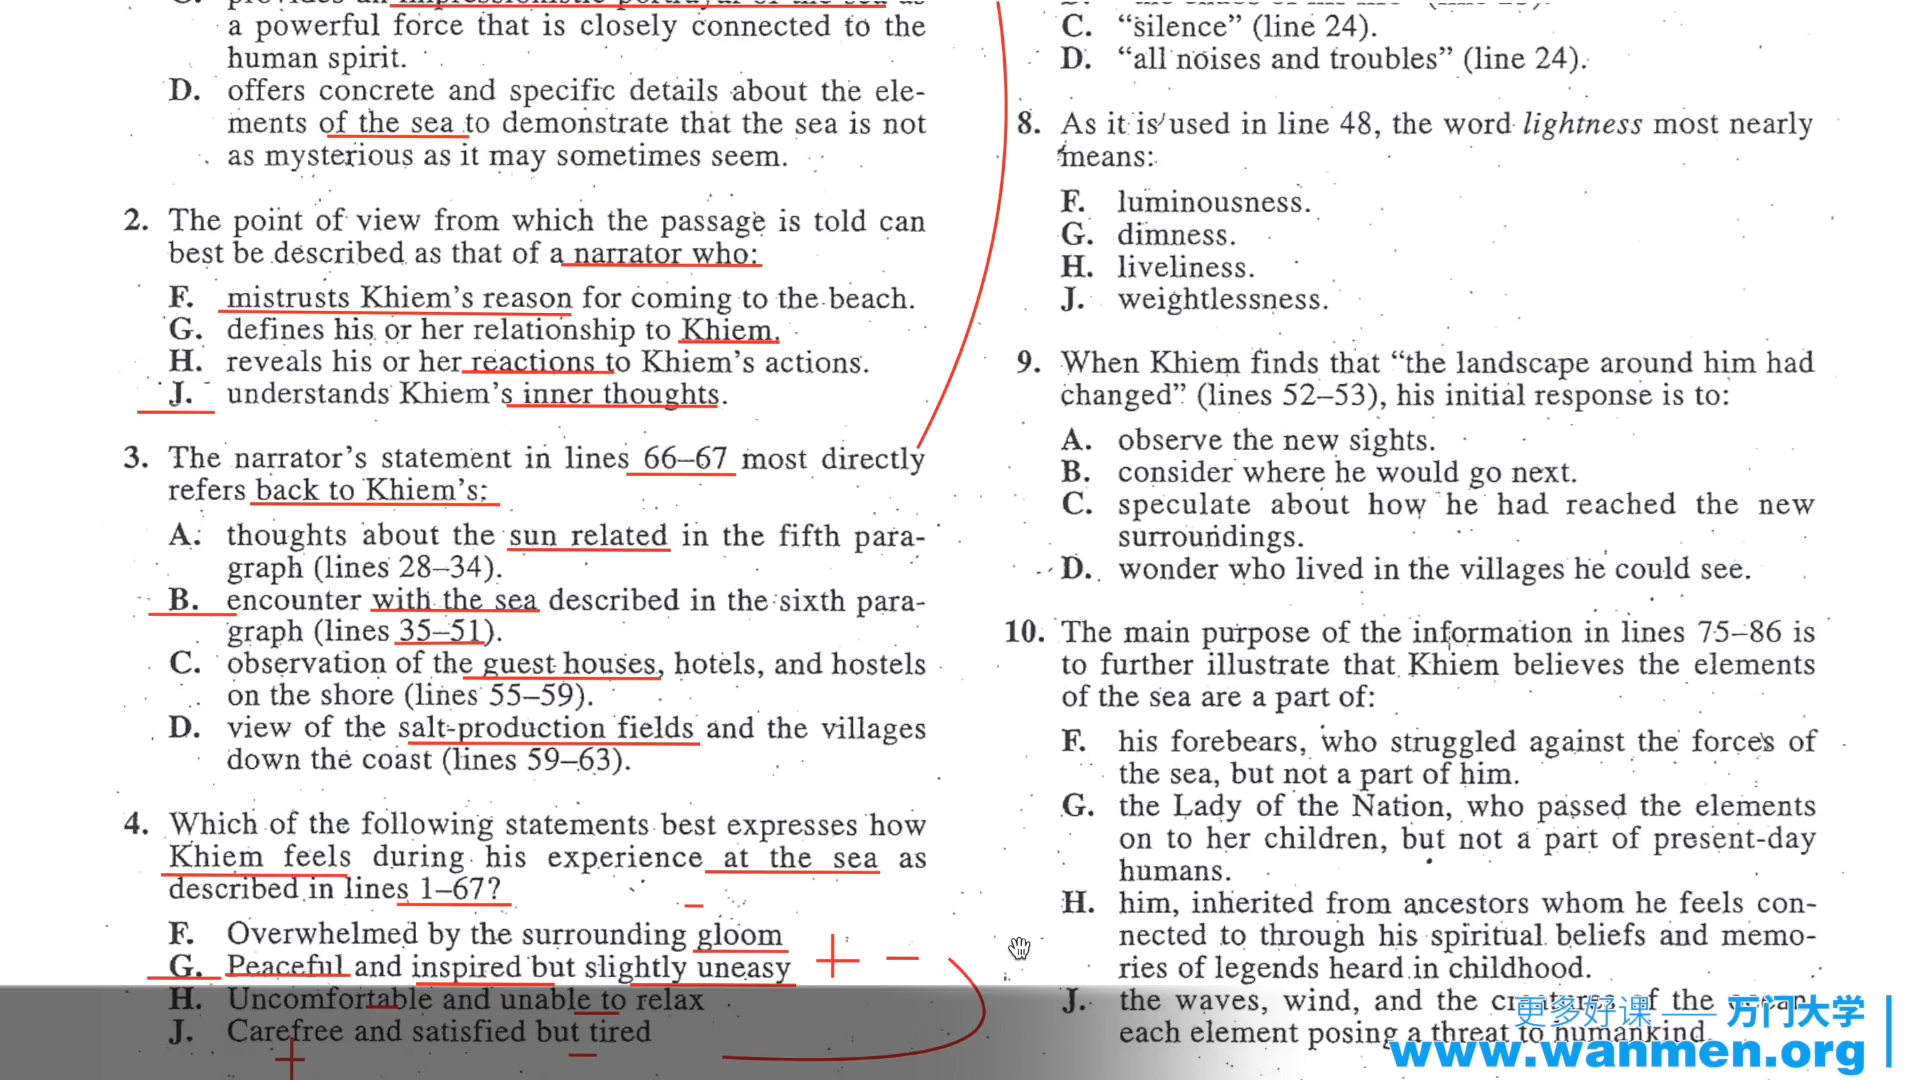 a powerful force that is closely connected to the
human spirit.
D. offers concrete and specific details about the ele-
ments of the sea to demonstrate that the sea is not
as mysterious as it may sometimes seem.
2. The point of view from which the passage is told can
best be described as that of a narrator who:
F. mistrusts Khiem's reason for coming to the beach.
G. defines his or her relationship to Khiem.
H. reveals his or her reactions to Khiem's actions.
J. understands Khiem's inner thoughts.
3. The narrator's statement in lines 66–67 most directly
refers back to Khiem's:
A. thoughts about the sun related in the fifth para-
graph (lines 28–34).
B. encounter with the sea described in the sixth para-
graph (lines 35–51).
C. observation of the guest houses, hotels, and hostels
on the shore (lines 55–59).
D. view of the salt-production fields and the villages
down the coast (lines 59–63).
4. Which of the following statements best expresses how
Khiem feels during his experience at the sea as
described in lines 1–67?
F. Overwhelmed by the surrounding gloom
G. Peaceful and inspired but slightly uneasy
H. Uncomfortable and unable to relax
J. Carefree and satisfied but tired
C. “silence” (line 24).
D. “all noises and troubles” (line 24).
8. As it is used in line 48, the word lightness most nearly
means:
F. luminousness.
G. dimness.
H. liveliness.
J. weightlessness.
9. When Khiem finds that “the landscape around him had
changed” (lines 52–53), his initial response is to:
A. observe the new sights.
B. consider where he would go next.
C. speculate about how he had reached the new
surroundings.
D. wonder who lived in the villages he could see.
10. The main purpose of the information in lines 75–86 is
to further illustrate that Khiem believes the elements
of the sea are a part of:
F. his forebears, who struggled against the forces of
the sea, but not a part of him.
G. the Lady of the Nation, who passed the elements
on to her children, but not a part of present-day
humans.
H. him, inherited from ancestors whom he feels con-
nected to through his spiritual beliefs and memo-
ries of legends heard in childhood.
J. the waves, wind, and the creatures of the ocean,
each element posing a threat to humankind.
更多好课 —— 万门大学
www.wanmen.org